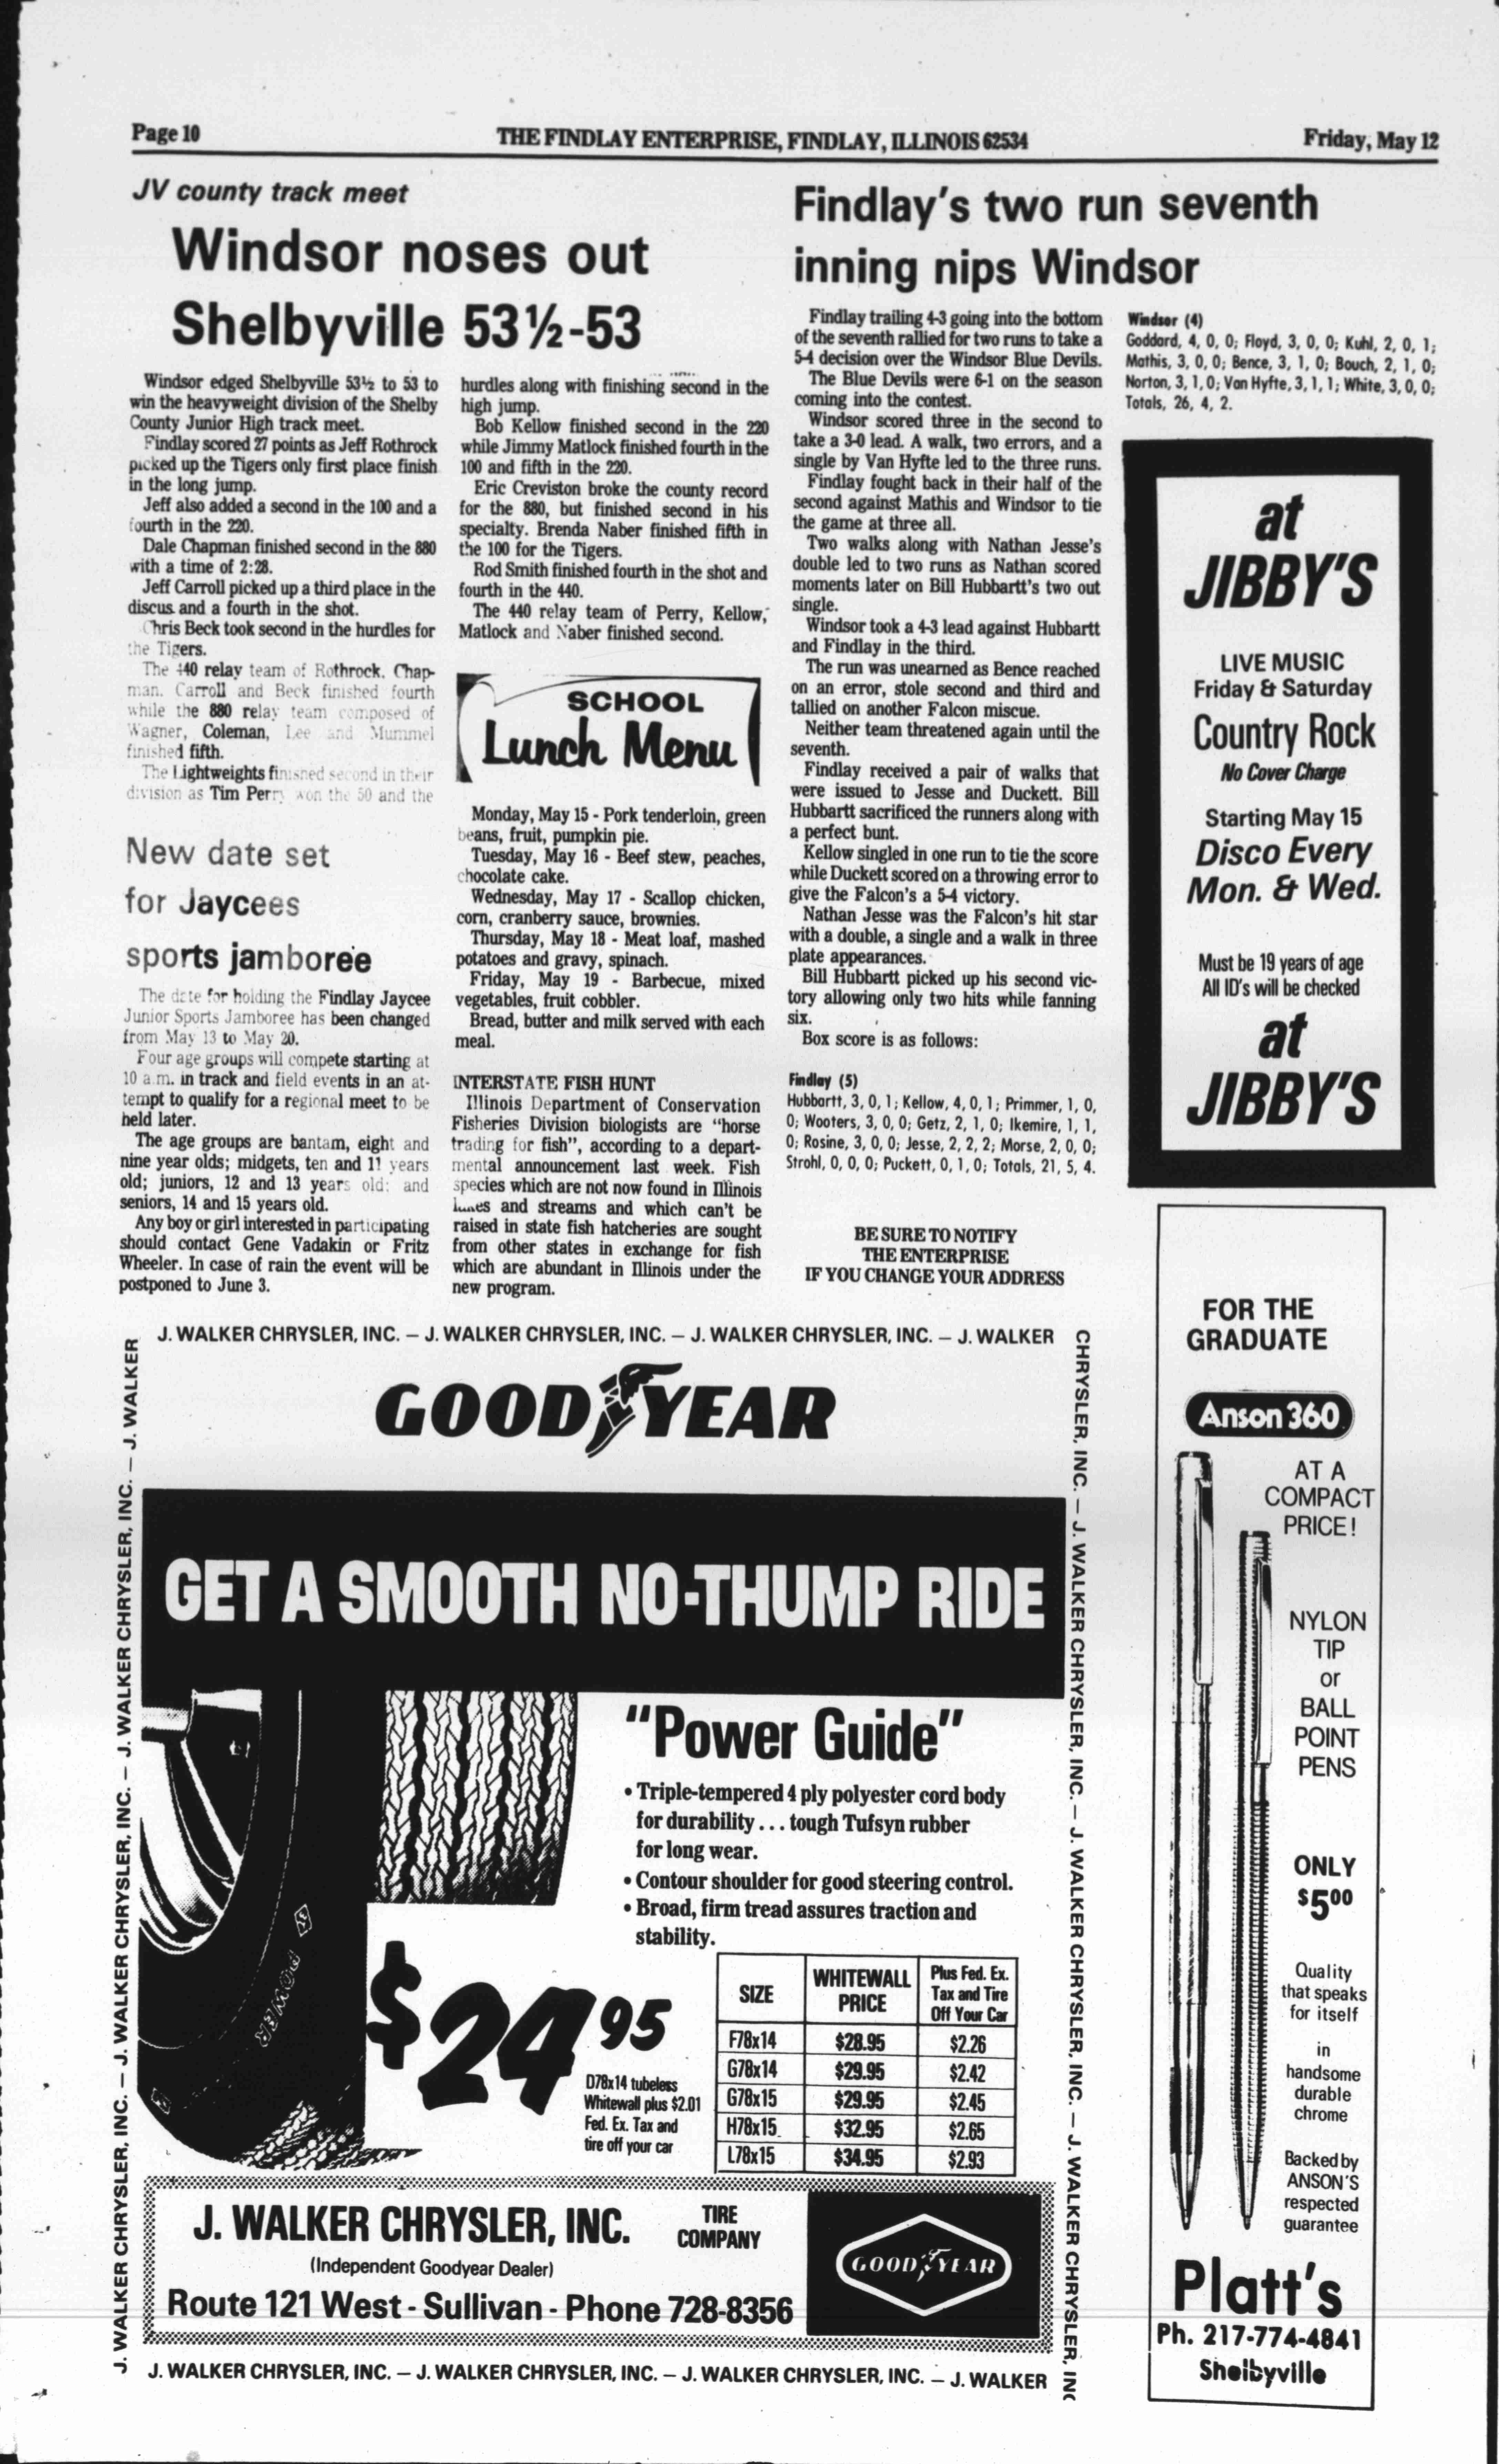 Page 10
THE FINDLAY ENTERPRISE, FINDLAY, ILLINOIS 62534
Friday, May 12
JV county track meet
Windsor noses out
Shelbyville 53½-53
Windsor edged Shelbyville 53½ to 53 to
win the heavyweight division of the Shelby
County Junior High track meet.
Findlay scored 27 points as Jeff Rothrock
picked up the Tigers only first place finish
in the long jump.
Jeff also added a second in the 100 and a
fourth in the 220.
Dale Chapman finished second in the 880
with a time of 2:28.
Jeff Carroll picked up a third place in the
discus and a fourth in the shot.
Chris Beck took second in the hurdles for
the Tigers.
The 440 relay team of Rothrock, Chap-
man, Carroll and Beck finished fourth
while the 880 relay team composed of
Wagner, Coleman, Lee and Mummel
finished fifth.
The Lightweights finished second in their
division as Tim Perry won the 50 and the
hurdles along with finishing second in the
high jump.
Bob Kellow finished second in the 220
while Jimmy Matlock finished fourth in the
100 and fifth in the 220.
Eric Creviston broke the county record
for the 880, but finished second in his
specialty. Brenda Naber finished fifth in
the 100 for the Tigers.
Rod Smith finished fourth in the shot and
fourth in the 440.
The 440 relay team of Perry, Kellow,
Matlock and Naber finished second.
New date set
for Jaycees
sports jamboree
The date for holding the Findlay Jaycee
Junior Sports Jamboree has been changed
from May 13 to May 20.
Four age groups will compete starting at
10 a.m. in track and field events in an at-
tempt to qualify for a regional meet to be
held later.
The age groups are bantam, eight and
nine year olds; midgets, ten and 11 years
old; juniors, 12 and 13 years old; and
seniors, 14 and 15 years old.
Any boy or girl interested in participating
should contact Gene Vadakin or Fritz
Wheeler. In case of rain the event will be
postponed to June 3.
SCHOOL
Lunch Menu
Monday, May 15 - Pork tenderloin, green
beans, fruit, pumpkin pie.
Tuesday, May 16 - Beef stew, peaches,
chocolate cake.
Wednesday, May 17 - Scallop chicken,
corn, cranberry sauce, brownies.
Thursday, May 18 - Meat loaf, mashed
potatoes and gravy, spinach.
Friday, May 19 - Barbecue, mixed
vegetables, fruit cobbler.
Bread, butter and milk served with each
meal.
INTERSTATE FISH HUNT
Illinois Department of Conservation
Fisheries Division biologists are "horse
trading for fish", according to a depart-
mental announcement last week. Fish
species which are not now found in Illinois
lakes and streams and which can't be
raised in state fish hatcheries are sought
from other states in exchange for fish
which are abundant in Illinois under the
new program.
Findlay's two run seventh
inning nips Windsor
Findlay trailing 4-3 going into the bottom
of the seventh rallied for two runs to take a
5-4 decision over the Windsor Blue Devils.
The Blue Devils were 6-1 on the season
coming into the contest.
Windsor scored three in the second to
take a 3-0 lead. A walk, two errors, and a
single by Van Hyfte led to the three runs.
Findlay fought back in their half of the
second against Mathis and Windsor to tie
the game at three all.
Two walks along with Nathan Jesse's
double led to two runs as Nathan scored
moments later on Bill Hubbartt's two out
single.
Windsor took a 4-3 lead against Hubbartt
and Findlay in the third.
The run was unearned as Bence reached
on an error, stole second and third and
tallied on another Falcon miscue.
Neither team threatened again until the
seventh.
Findlay received a pair of walks that
were issued to Jesse and Duckett. Bill
Hubbartt sacrificed the runners along with
a perfect bunt.
Kellow singled in one run to tie the score
while Duckett scored on a throwing error to
give the Falcon's a 5-4 victory.
Nathan Jesse was the Falcon's hit star
with a double, a single and a walk in three
plate appearances.
Bill Hubbartt picked up his second vic-
tory allowing only two hits while fanning
six.
Box score is as follows:
Findlay (5)
Hubbartt, 3, 0, 1; Kellow, 4, 0, 1; Primmer, 1, 0,
0; Wooters, 3, 0, 0; Getz, 2, 1, 0; Ikemire, 1, 1,
0; Rosine, 3, 0, 0; Jesse, 2, 2, 2; Morse, 2, 0, 0;
Strohl, 0, 0, 0; Puckett, 0, 1, 0; Totals, 21, 5, 4.
BE SURE TO NOTIFY
THE ENTERPRISE
IF YOU CHANGE YOUR ADDRESS
Windsor (4)
Goddard, 4, 0, 0; Floyd, 3, 0, 0; Kuhl, 2, 0, 1;
Mathis, 3, 0, 0; Bence, 3, 1, 0; Bouch, 2, 1, 0;
Norton, 3, 1, 0; Van Hyfte, 3, 1, 1; White, 3, 0, 0;
Totals, 26, 4, 2.
at
JIBBY'S
LIVE MUSIC
Friday & Saturday
Country Rock
No Cover Charge
Starting May 15
Disco Every
Mon. & Wed.
Must be 19 years of age
All ID's will be checked
at
JIBBY'S
FOR THE
GRADUATE
Anson 360
AT A
COMPACT
PRICE!
NYLON
TIP
or
BALL
POINT
PENS
ONLY
$5 00
Quality
that speaks
for itself
in
handsome
durable
chrome
Backed by
ANSON'S
respected
guarantee
Platt's
Ph. 217-774-4841
Shelbyville
J. WALKER CHRYSLER, INC. – J. WALKER CHRYSLER, INC. – J. WALKER CHRYSLER, INC. – J. WALKER
CHRYSLER, INC. – J. WALKER CHRYSLER, INC. – J. WALKER CHRYSLER, INC. – J. WALKER CHRYSLER, INC
J. WALKER CHRYSLER, INC. – J. WALKER CHRYSLER, INC. – J. WALKER CHRYSLER, INC. – J. WALKER
GOODYEAR
GET A SMOOTH NO-THUMP RIDE
"Power Guide"
• Triple-tempered 4 ply polyester cord body
for durability . . . tough Tufsyn rubber
for long wear.
• Contour shoulder for good steering control.
• Broad, firm tread assures traction and
stability.
POWER
$24 95
D78x14 tubeless
Whitewall plus $2.01
Fed. Ex. Tax and
tire off your car
SIZE WHITEWALL PRICE Plus Fed. Ex. Tax and Tire Off Your Car
F78x14 $28.95 $2.26
G78x14 $29.95 $2.42
G78x15 $29.95 $2.45
H78x15 $32.95 $2.65
L78x15 $34.95 $2.93
J. WALKER CHRYSLER, INC. TIRE COMPANY
(Independent Goodyear Dealer)
Route 121 West - Sullivan - Phone 728-8356
GOODYEAR
J. WALKER CHRYSLER, INC. – J. WALKER CHRYSLER, INC. – J. WALKER CHRYSLER, INC. – J. WALKER